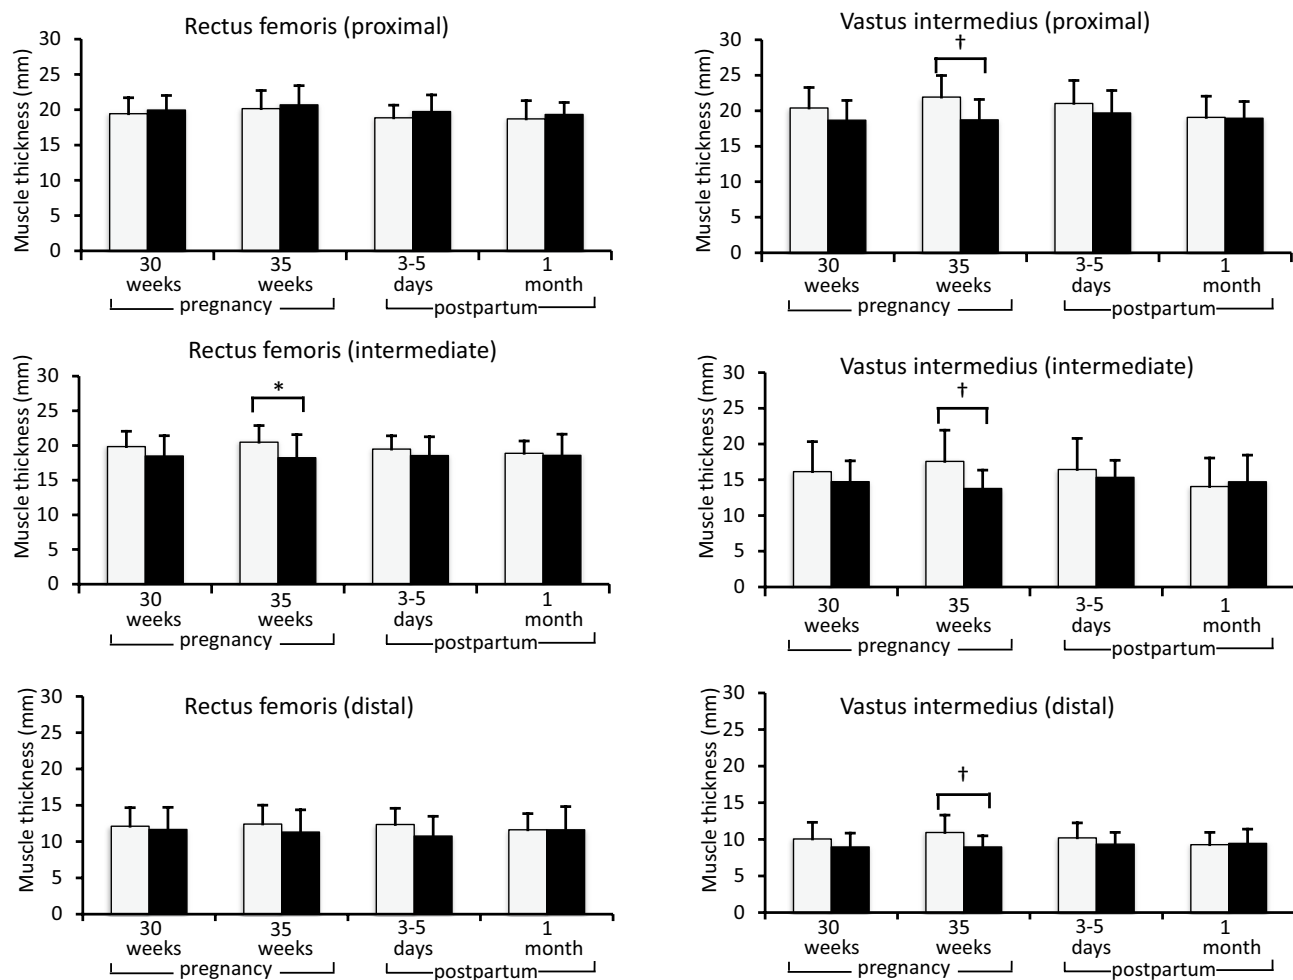 Rectus femoris (proximal)
Muscle thickness (mm)
30
25
20
15
10
5
0
30 35 3-5 1
weeks weeks days month
pregnancy postpartum
Vastus intermedius (proximal)
Muscle thickness (mm)
†
30
25
20
15
10
5
0
30 35 3-5 1
weeks weeks days month
pregnancy postpartum
Rectus femoris (intermediate)
Muscle thickness (mm)
*
30
25
20
15
10
5
0
30 35 3-5 1
weeks weeks days month
pregnancy postpartum
Vastus intermedius (intermediate)
Muscle thickness (mm)
†
30
25
20
15
10
5
0
30 35 3-5 1
weeks weeks days month
pregnancy postpartum
Rectus femoris (distal)
Muscle thickness (mm)
30
25
20
15
10
5
0
30 35 3-5 1
weeks weeks days month
pregnancy postpartum
Vastus intermedius (distal)
Muscle thickness (mm)
†
30
25
20
15
10
5
0
30 35 3-5 1
weeks weeks days month
pregnancy postpartum